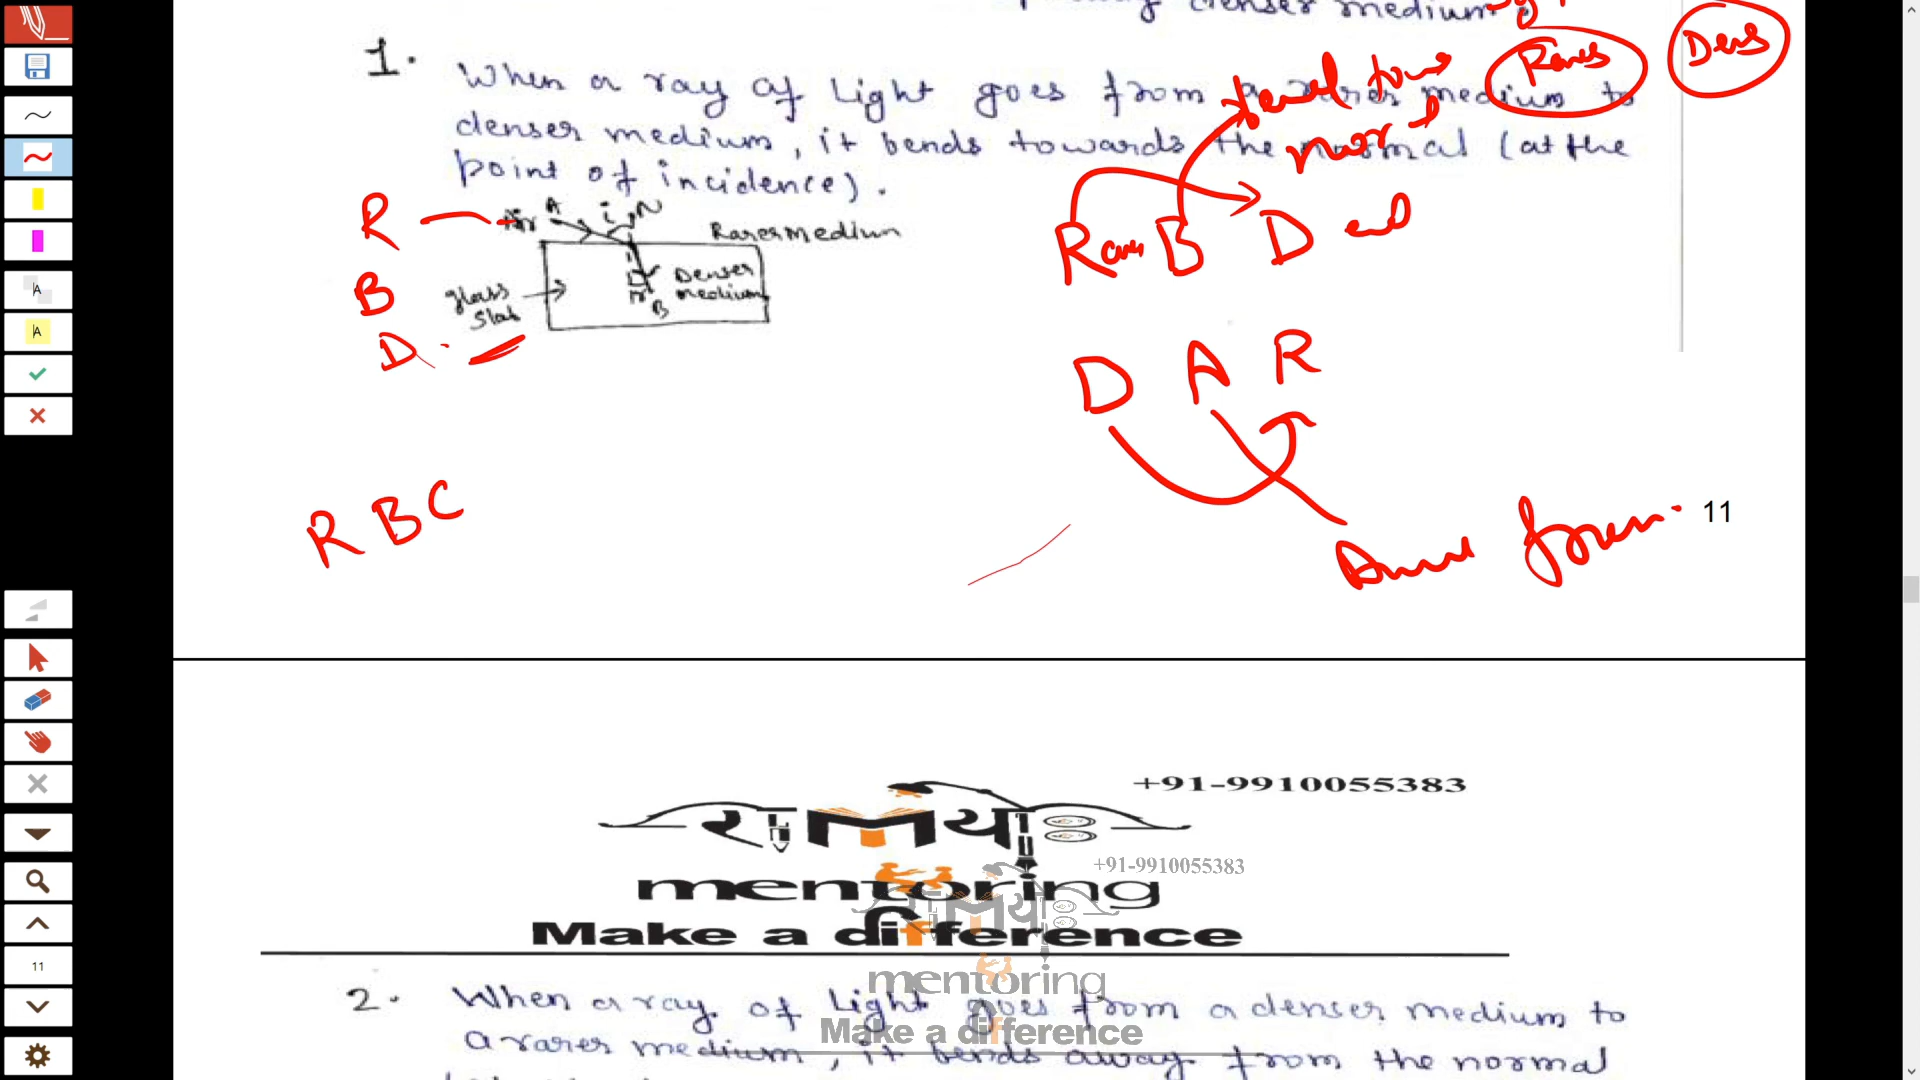 denser medium
Rarer
Dens
1.
When a ray of Light goes from a rarer medium to
denser medium, it bends towards the normal (at the
point of incidence).
R
Air A i N
Rarer medium
B
glass
slab
Denser
medium
r
B
D
Rarer B D
D A R
R B C
11
+91-9910055383
राmया
+91-9910055383
mentoring
Make a difference
mentoring
Make a difference
2. When a ray of Light goes from a denser medium to
a rarer medium, it bends away from the normal
11